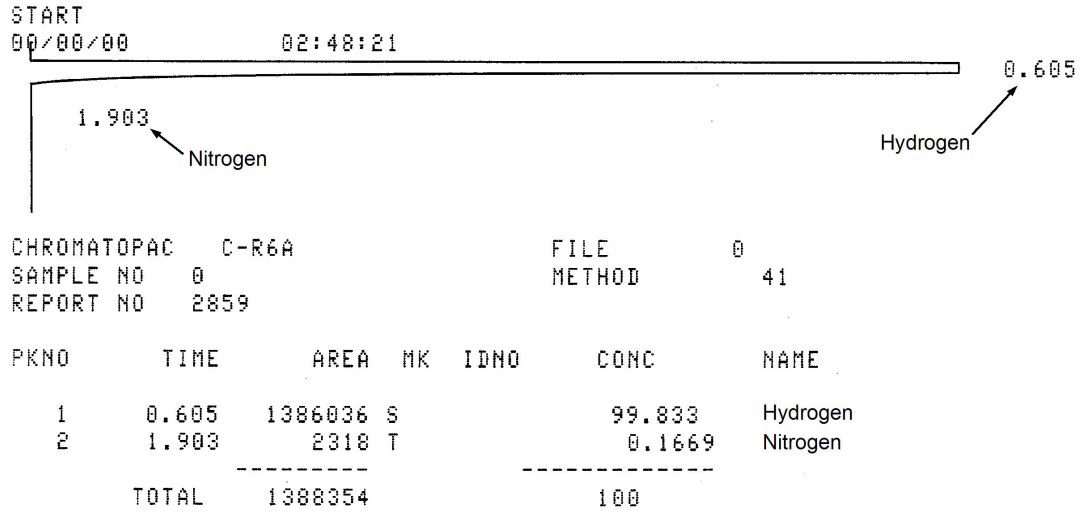 START
00/00/00 02:48:21
0.605
1.903
Hydrogen
Nitrogen
CHROMATOPAC C-R6A FILE 0
SAMPLE NO 0 METHOD 41
REPORT NO 2859
PKNO TIME AREA MK IDNO CONC NAME
1 0.605 1386036 S 99.833 Hydrogen
2 1.903 2318 T 0.1669 Nitrogen
--------- -------------
TOTAL 1388354 100